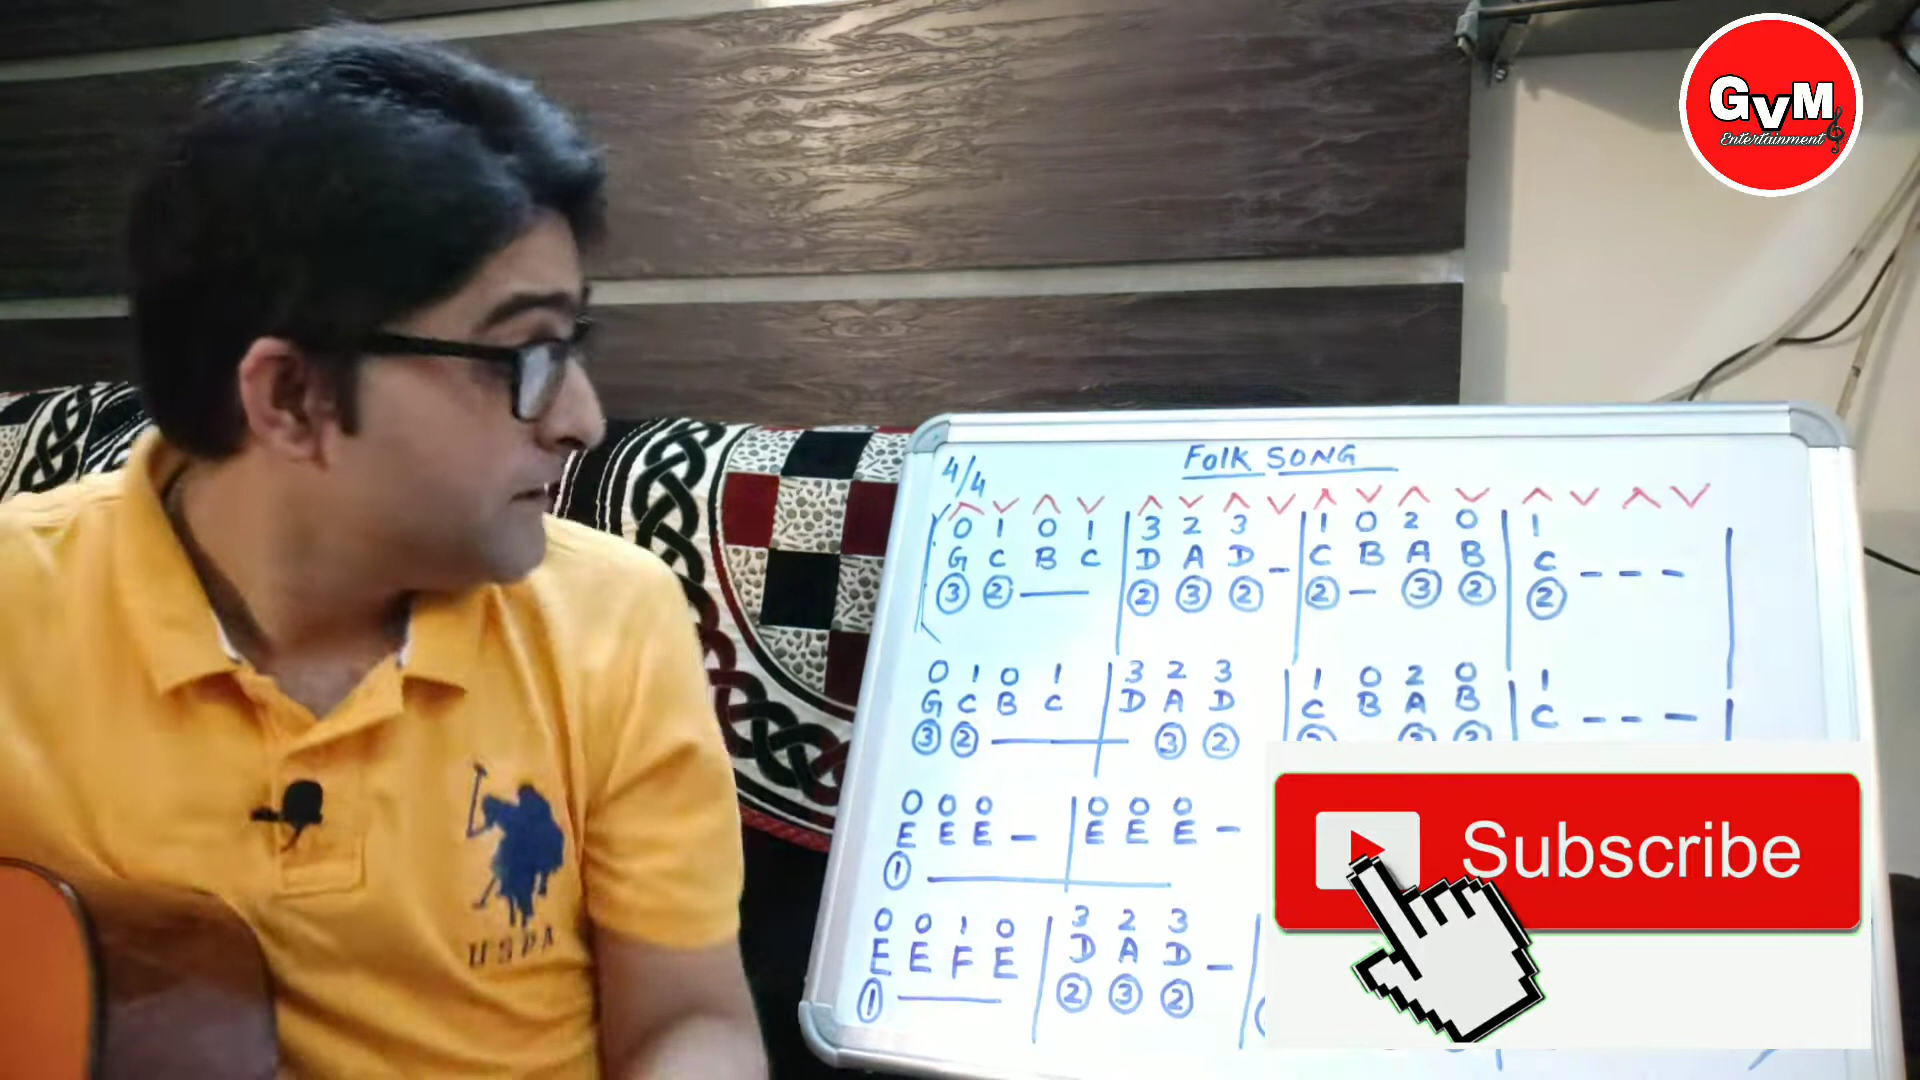 GVM
Entertainment
Folk SONG
4/4
0 1 0 1 | 3 2 3 | 1 0 2 0 | 1
G C B C | D A D - | C B A B | C - - - |
③ ② — ② ③ ② ② — ③ ② ②
0 1 0 1 | 3 2 3 | 1 0 2 0 | 1
G C B C | D A D | C B A B | C - - - |
③ ② — ③ ②
0 0 0 | 0 0 0
E E E - | E E E -
① —
Subscribe
0 0 1 0 | 3 2 3
E E F E | D A D -
① — ② ③ ②
USPA